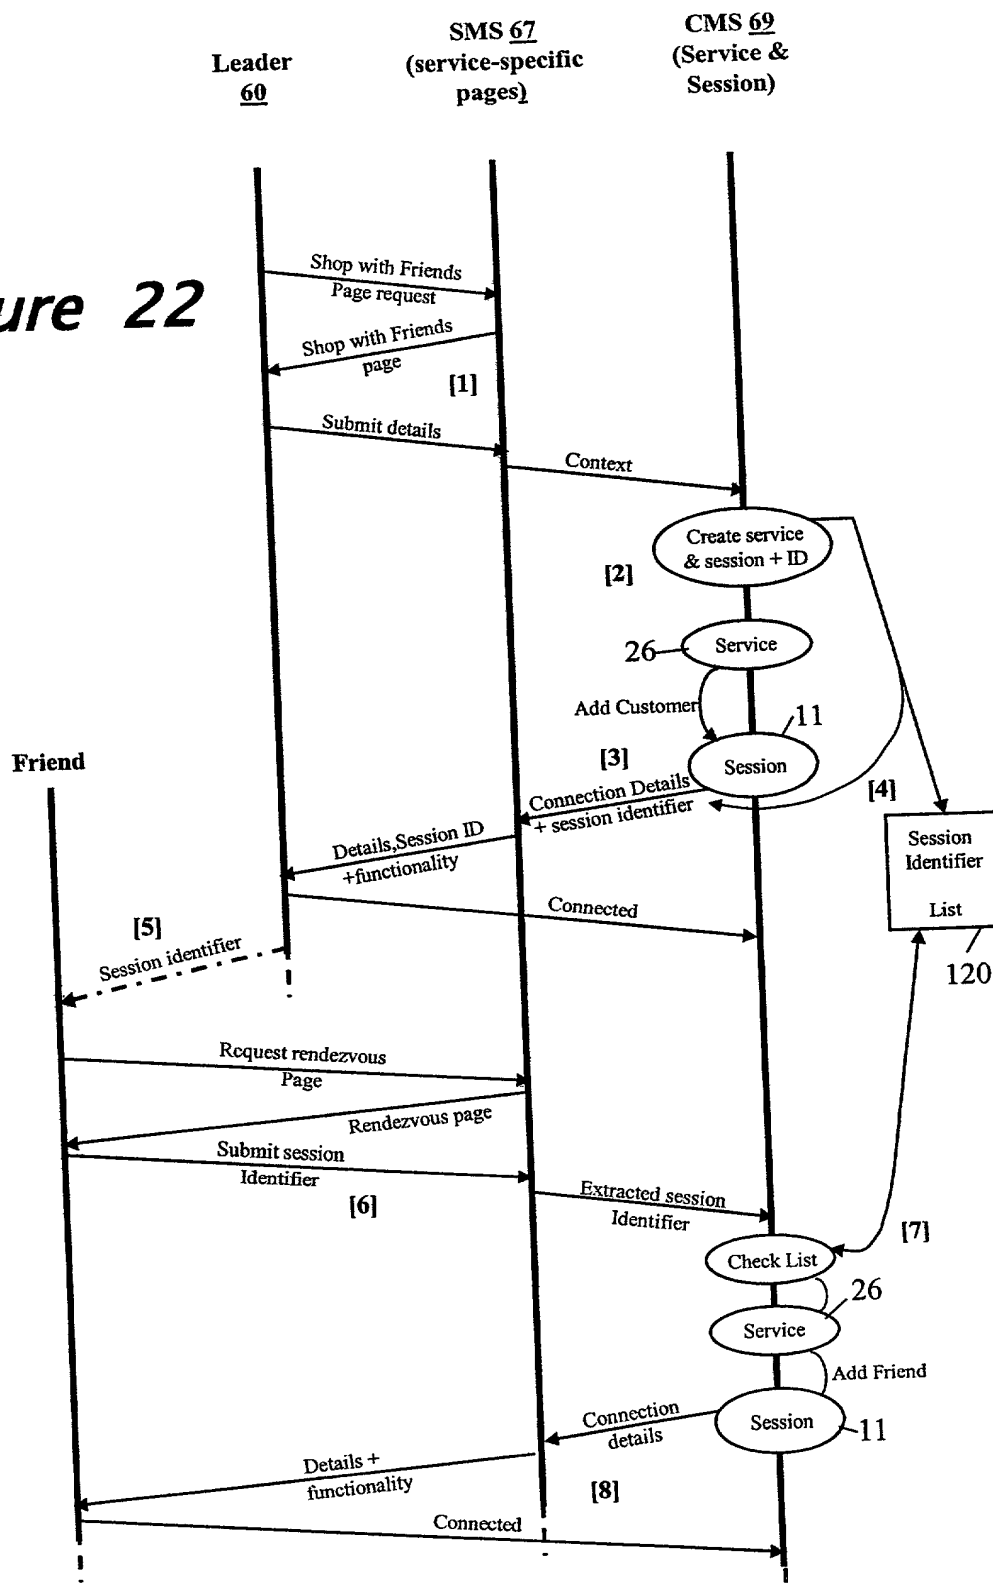 Leader
60
SMS 67
(service-specific
pages)
CMS 69
(Service &
Session)
ure 22
Shop with Friends
Page request
Shop with Friends
page
[1]
Submit details
Context
Create service
& session + ID
[2]
26
Service
Add Customer
11
[3]
Session
Friend
Connection Details
+ session identifier
[4]
Details,Session ID
+functionality
Session
Identifier
List
120
Connected
[5]
Session identifier
Request rendezvous
Page
Rendezvous page
Submit session
Identifier
[6]
Extracted session
Identifier
[7]
Check List
26
Service
Add Friend
Connection
details
Session
11
Details +
functionality
[8]
Connected